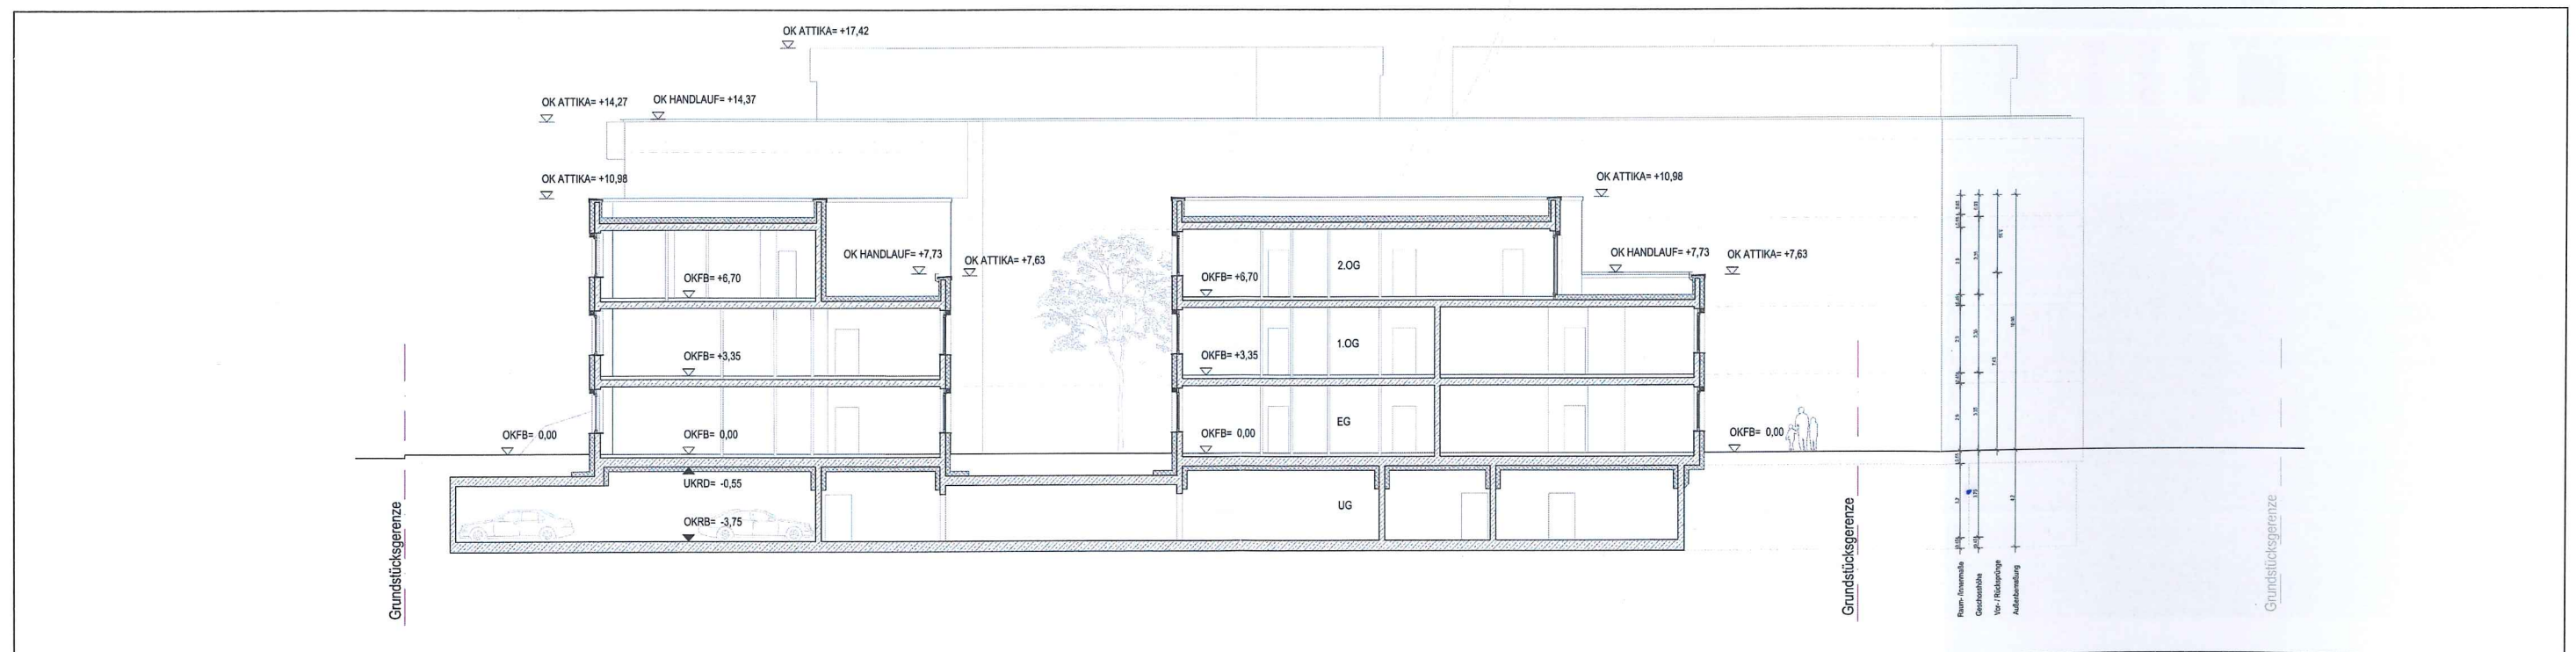 OK ATTIKA= +17,42
OK ATTIKA= +14,27
OK HANDLAUF= +14,37
OK ATTIKA= +10,98
OK ATTIKA= +10,98
OK HANDLAUF= +7,73
OK ATTIKA= +7,63
OK HANDLAUF= +7,73
OK ATTIKA= +7,63
OKFB= +6,70
OKFB= +6,70
2.OG
OKFB= +3,35
OKFB= +3,35
1.OG
OKFB= 0,00
OKFB= 0,00
OKFB= 0,00
EG
OKFB= 0,00
UKRD= -0,55
OKRB= -3,75
UG
Grundstücksgerenze
Grundstücksgerenze
Raum- /Innenmaße
Geschosshöhe
Vor- / Rücksprünge
Außenbemaßung
Grundstücksgerenze